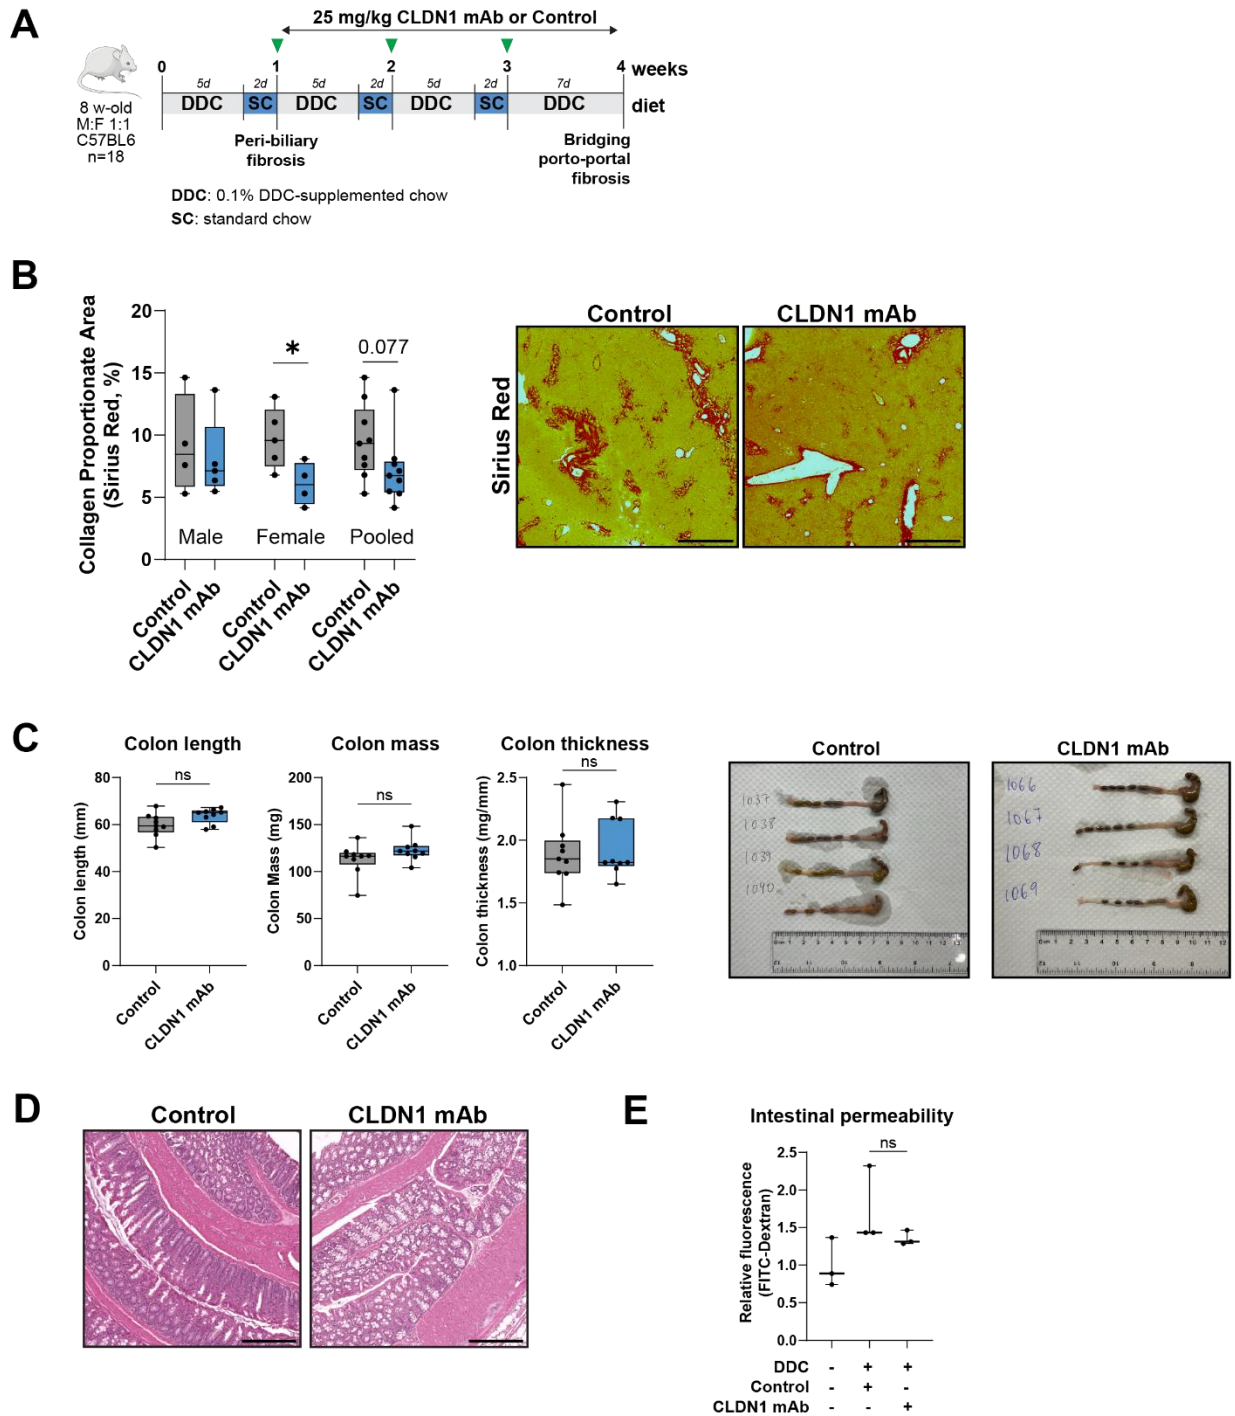 A
25 mg/kg CLDN1 mAb or Control
0 1 2 3 4 weeks
5d 2d 5d 2d 5d 2d 7d
DDC SC DDC SC DDC SC DDC diet
8 w-old
M:F 1:1
C57BL6
n=18
Peri-biliary
fibrosis
Bridging
porto-portal
fibrosis
DDC: 0.1% DDC-supplemented chow
SC: standard chow
B
Collagen Proportionate Area
(Sirius Red, %)
20
15
10
5
0
*
0.077
Male Female Pooled
Control
CLDN1 mAb
Control
CLDN1 mAb
Control
CLDN1 mAb
Control
CLDN1 mAb
Sirius Red
C
Colon length
Colon length (mm)
80
60
40
20
0
ns
Control
CLDN1 mAb
Colon mass
Colon Mass (mg)
200
150
100
50
0
ns
Control
CLDN1 mAb
Colon thickness
Colon thickness (mg/mm)
2.5
2.0
1.5
1.0
ns
Control
CLDN1 mAb
Control
1037
1038
1039
1040
CLDN1 mAb
1066
1067
1068
1069
D
Control
CLDN1 mAb
E
Intestinal permeability
Relative fluorescence
(FITC-Dextran)
2.5
2.0
1.5
1.0
0.5
0.0
ns
DDC - + +
Control - + -
CLDN1 mAb - - +